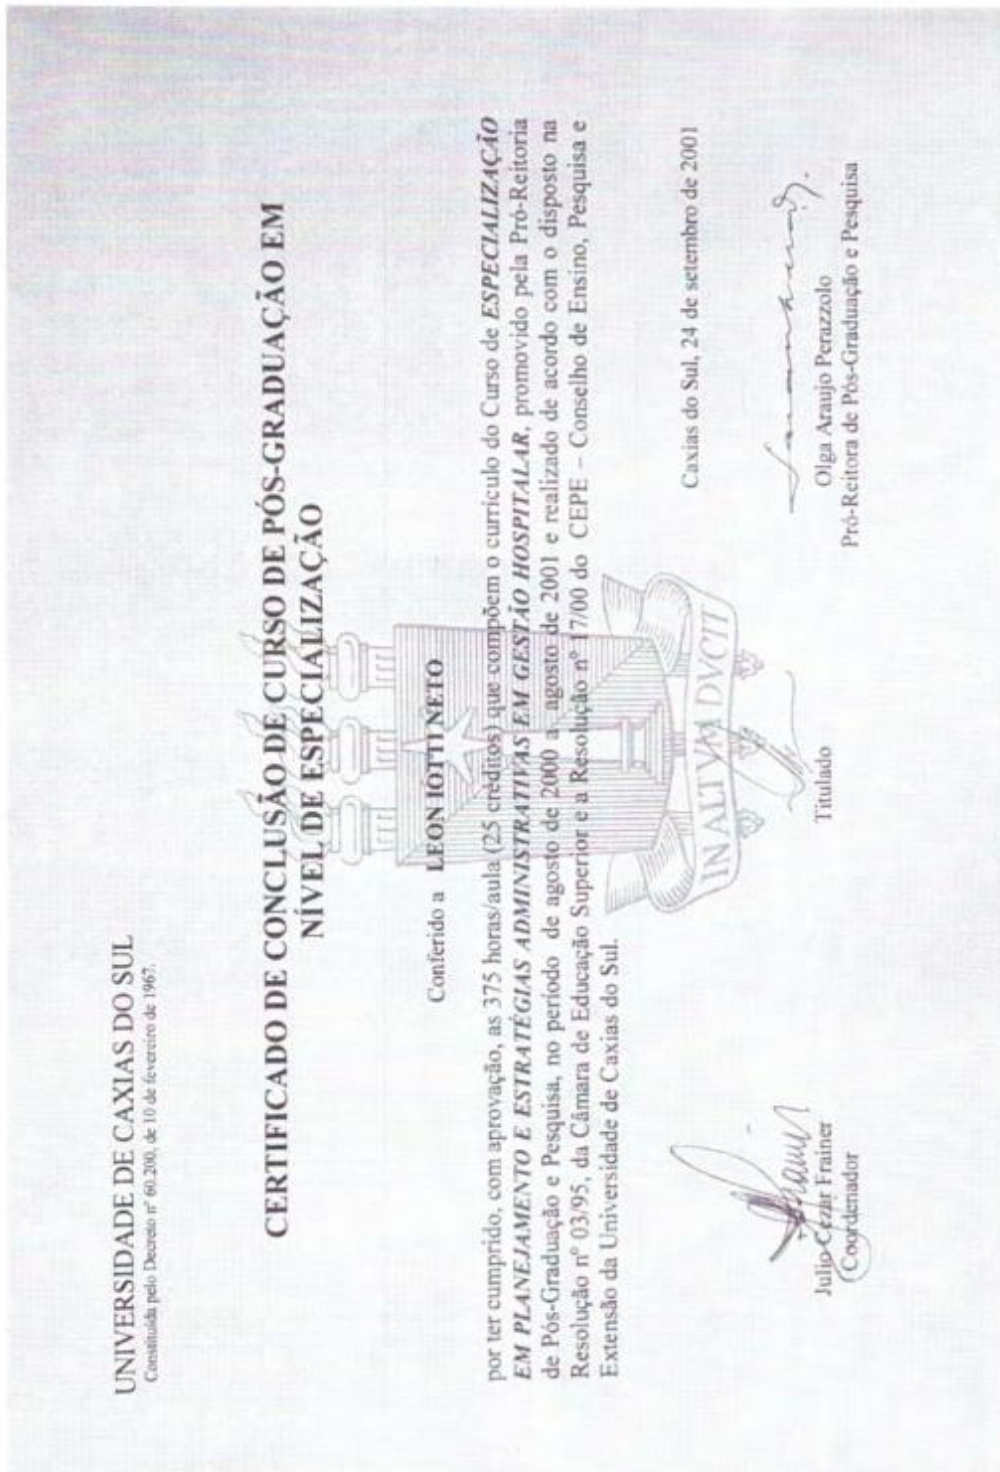 UNIVERSIDADE DE CAXIAS DO SUL
Constituída pelo Decreto nº 60.200, de 10 de fevereiro de 1967.
CERTIFICADO DE CONCLUSÃO DE CURSO DE PÓS-GRADUAÇÃO EM
NÍVEL DE ESPECIALIZAÇÃO
Conferido a LEON IOTTI NETO
por ter cumprido, com aprovação, as 375 horas/aula (25 créditos) que compõem o currículo do Curso de ESPECIALIZAÇÃO
EM PLANEJAMENTO E ESTRATÉGIAS ADMINISTRATIVAS EM GESTÃO HOSPITALAR, promovido pela Pró-Reitoria
de Pós-Graduação e Pesquisa, no período de agosto de 2000 a agosto de 2001 e realizado de acordo com o disposto na
Resolução nº 03/95, da Câmara de Educação Superior e a Resolução nº 17/00 do CEPE – Conselho de Ensino, Pesquisa e
Extensão da Universidade de Caxias do Sul.
Caxias do Sul, 24 de setembro de 2001
IN ALTVM DVCIT
Julio Cezar Frainer
Coordenador
Titulado
Olga Araujo Perazzolo
Pró-Reitora de Pós-Graduação e Pesquisa